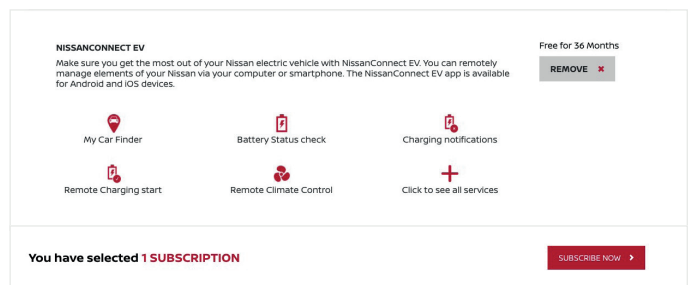 NISSANCONNECT EV
Free for 36 Months
Make sure you get the most out of your Nissan electric vehicle with NissanConnect EV. You can remotely
manage elements of your Nissan via your computer or smartphone. The NissanConnect EV app is available
for Android and iOS devices.
REMOVE ×
My Car Finder
Battery Status check
Charging notifications
Remote Charging start
Remote Climate Control
Click to see all services
You have selected 1 SUBSCRIPTION
SUBSCRIBE NOW >